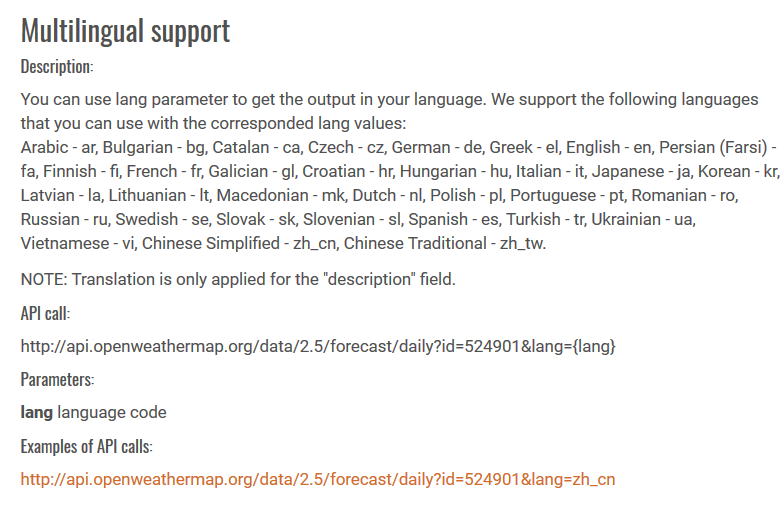 Multilingual support
Description:
You can use lang parameter to get the output in your language. We support the following languages
that you can use with the corresponded lang values:
Arabic - ar, Bulgarian - bg, Catalan - ca, Czech - cz, German - de, Greek - el, English - en, Persian (Farsi) -
fa, Finnish - fi, French - fr, Galician - gl, Croatian - hr, Hungarian - hu, Italian - it, Japanese - ja, Korean - kr,
Latvian - la, Lithuanian - lt, Macedonian - mk, Dutch - nl, Polish - pl, Portuguese - pt, Romanian - ro,
Russian - ru, Swedish - se, Slovak - sk, Slovenian - sl, Spanish - es, Turkish - tr, Ukrainian - ua,
Vietnamese - vi, Chinese Simplified - zh_cn, Chinese Traditional - zh_tw.
NOTE: Translation is only applied for the "description" field.
API call:
http://api.openweathermap.org/data/2.5/forecast/daily?id=524901&lang={lang}
Parameters:
lang language code
Examples of API calls:
http://api.openweathermap.org/data/2.5/forecast/daily?id=524901&lang=zh_cn